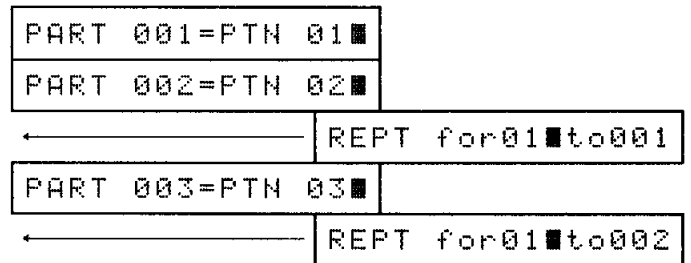 PART 001=PTN 01■
PART 002=PTN 02■
REPT for01■to001
PART 003=PTN 03■
REPT for01■to002